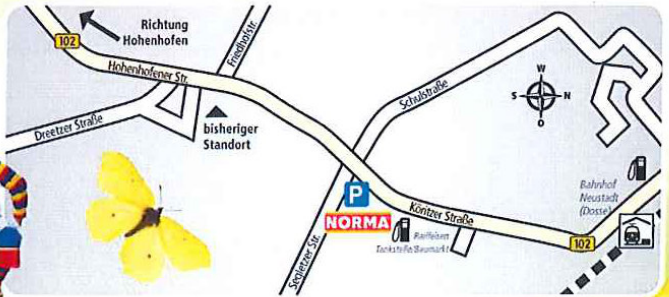 Richtung
Hohenhofen
102
Hohenhofener Str.
Friedhofstr.
Dreetzer Straße
bisheriger
Standort
Schulstraße
W
S
N
O
P
NORMA
Segletzer Str.
Köritzer Straße
Raiffeisen
Tankstelle/Baumarkt
102
Bahnhof
Neustadt
(Dosse)